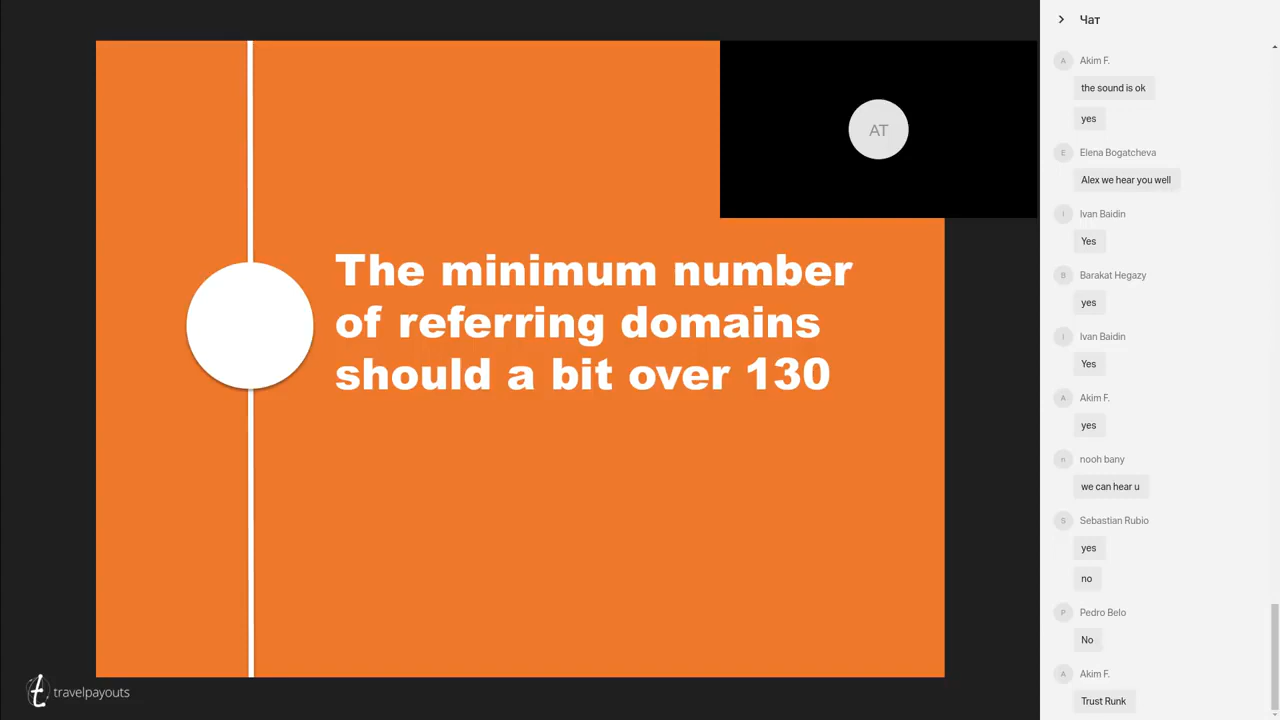 The minimum number
of referring domains
should a bit over 130
AT
travelpayouts
Чат
A
Akim F.
the sound is ok
yes
E
Elena Bogatcheva
Alex we hear you well
I
Ivan Baidin
Yes
B
Barakat Hegazy
yes
I
Ivan Baidin
Yes
A
Akim F.
yes
n
nooh bany
we can hear u
S
Sebastian Rubio
yes
no
P
Pedro Belo
No
A
Akim F.
Trust Runk